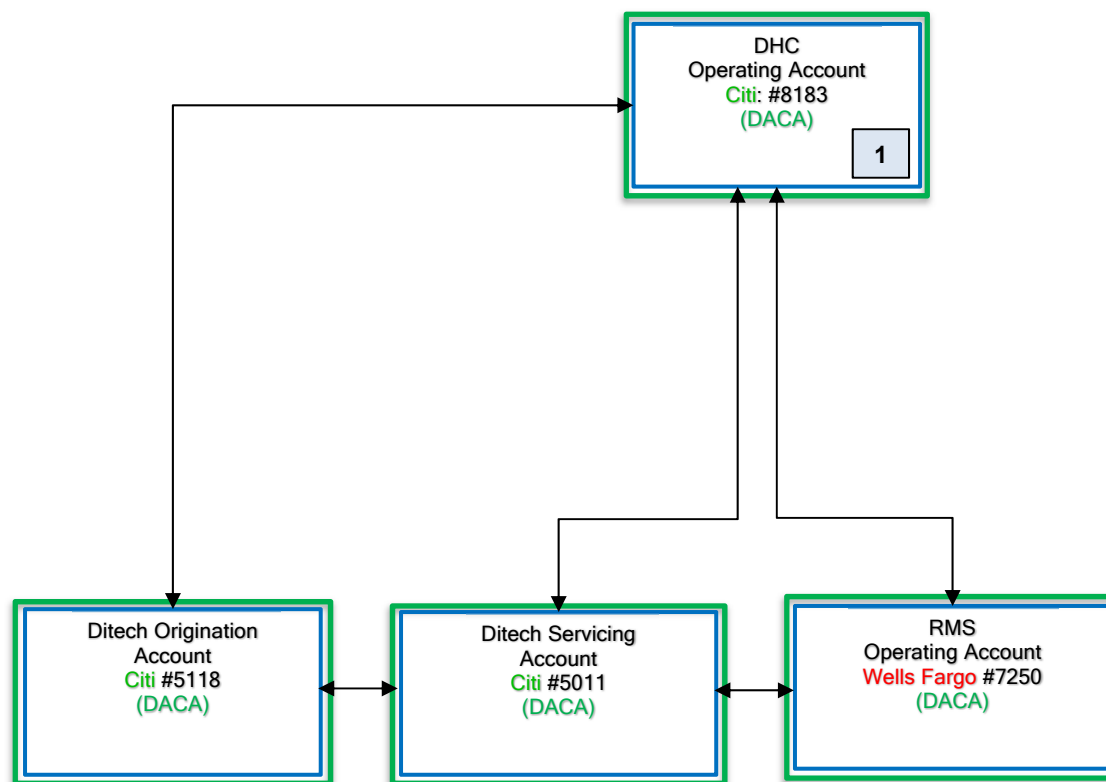 DHC
Operating Account
Citi: #8183
(DACA)
1
Ditech Origination
Account
Citi #5118
(DACA)
Ditech Servicing
Account
Citi #5011
(DACA)
RMS
Operating Account
Wells Fargo #7250
(DACA)